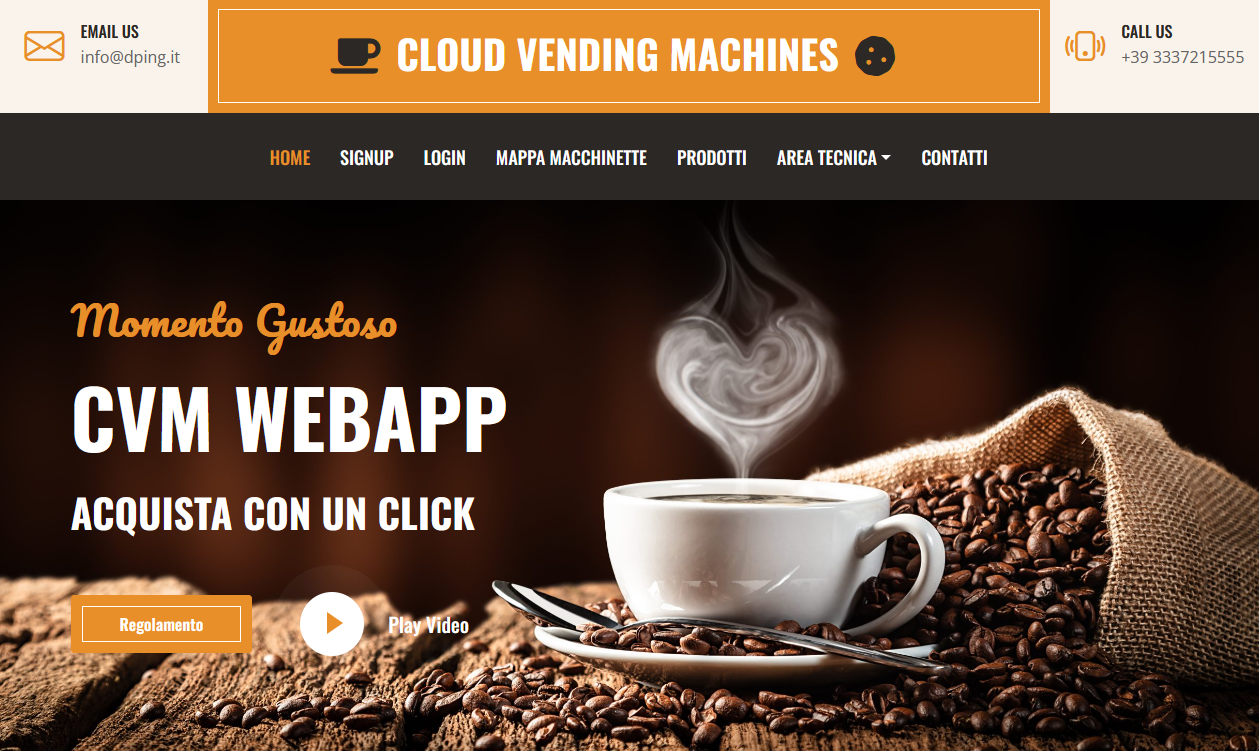 EMAIL US
info@dping.it
CLOUD VENDING MACHINES
CALL US
+39 3337215555
HOME SIGNUP LOGIN MAPPA MACCHINETTE PRODOTTI AREA TECNICA CONTATTI
Momento Gustoso
CVM WEBAPP
ACQUISTA CON UN CLICK
Regolamento
Play Video